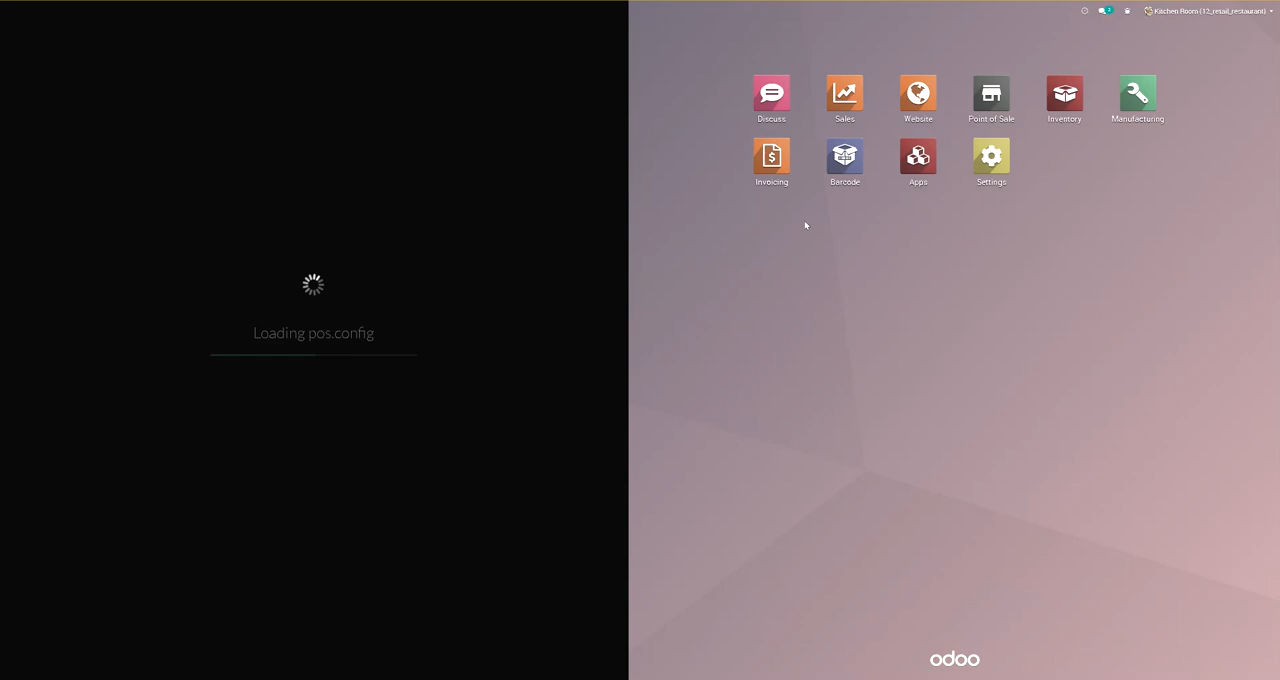 Loading pos.config
2
Kitchen Room (12_retail_restaurant)
Discuss
Sales
Website
Point of Sale
Inventory
Manufacturing
Invoicing
Barcode
Apps
Settings
odoo